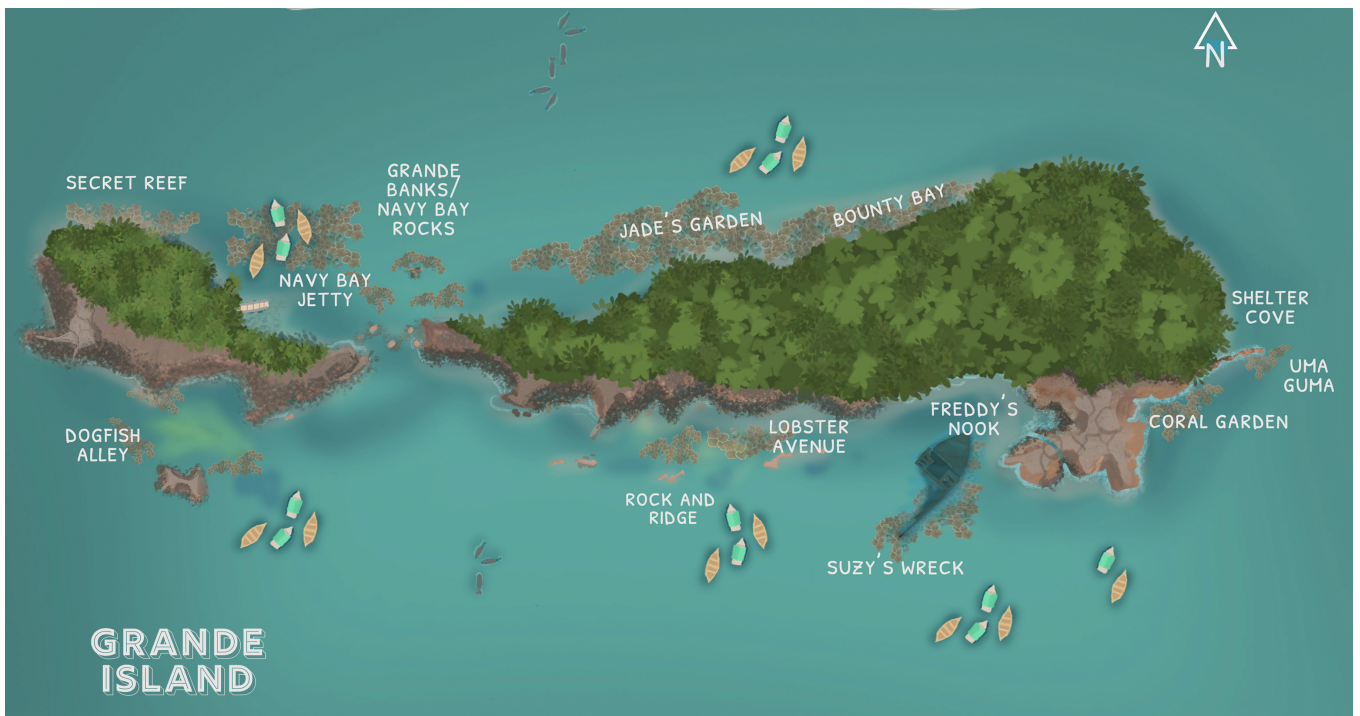 N
SECRET REEF
GRANDE
BANKS/
NAVY BAY
ROCKS
JADE'S GARDEN
BOUNTY BAY
NAVY BAY
JETTY
SHELTER
COVE
UMA
GUMA
FREDDY'S
NOOK
CORAL GARDEN
LOBSTER
AVENUE
DOGFISH
ALLEY
ROCK AND
RIDGE
SUZY'S WRECK
GRANDE
ISLAND